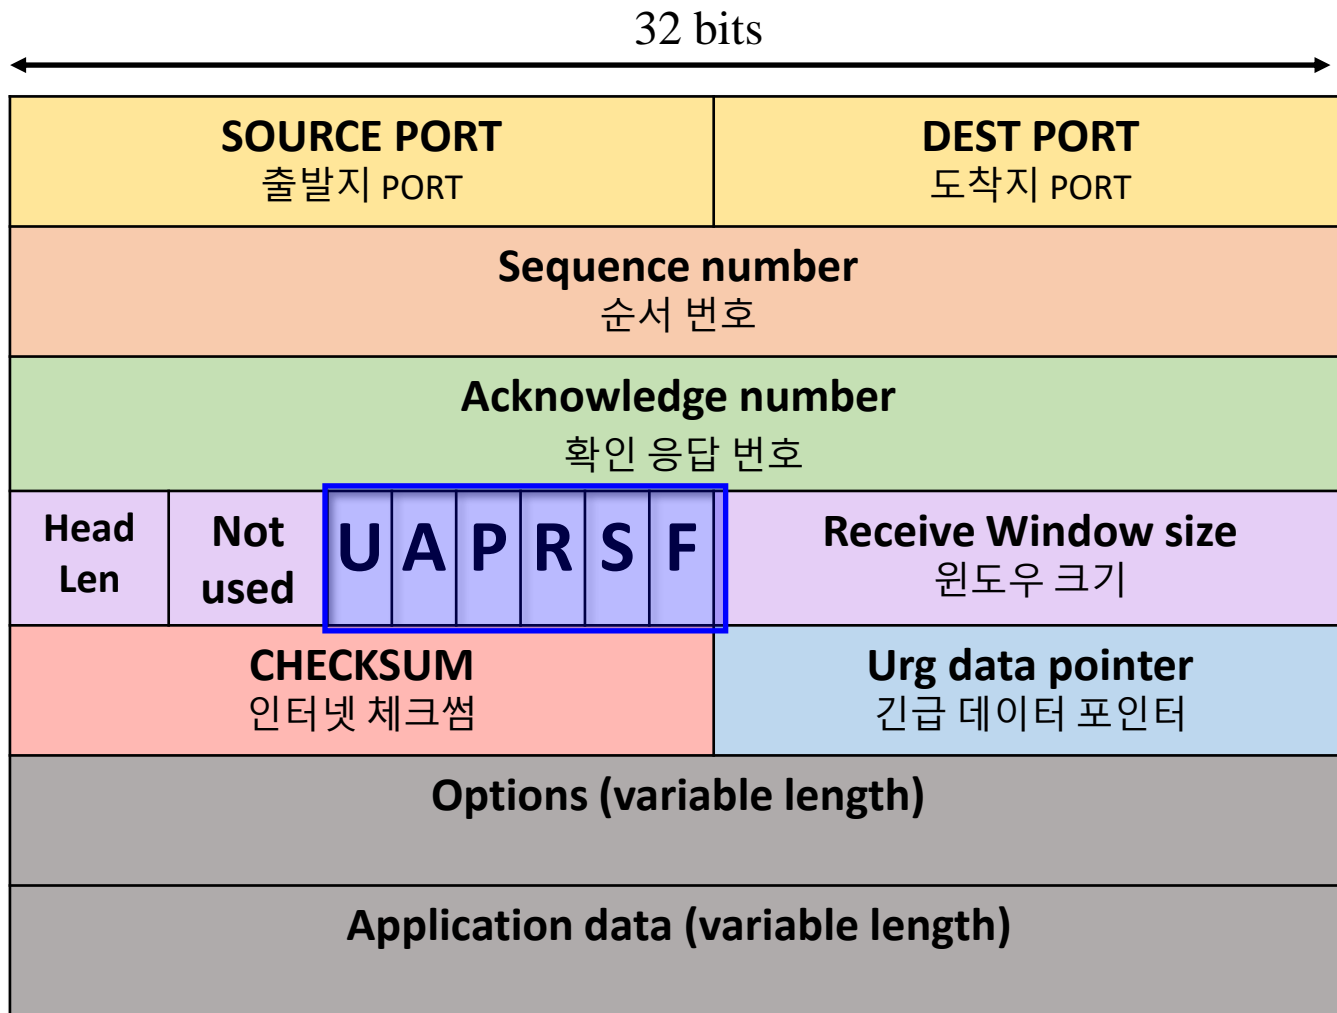 32 bits
SOURCE PORT
출발지 PORT
DEST PORT
도착지 PORT
Sequence number
순서 번호
Acknowledge number
확인 응답 번호
Head
Len
Not
used
U A P R S F
Receive Window size
윈도우 크기
CHECKSUM
인터넷 체크썸
Urg data pointer
긴급 데이터 포인터
Options (variable length)
Application data (variable length)